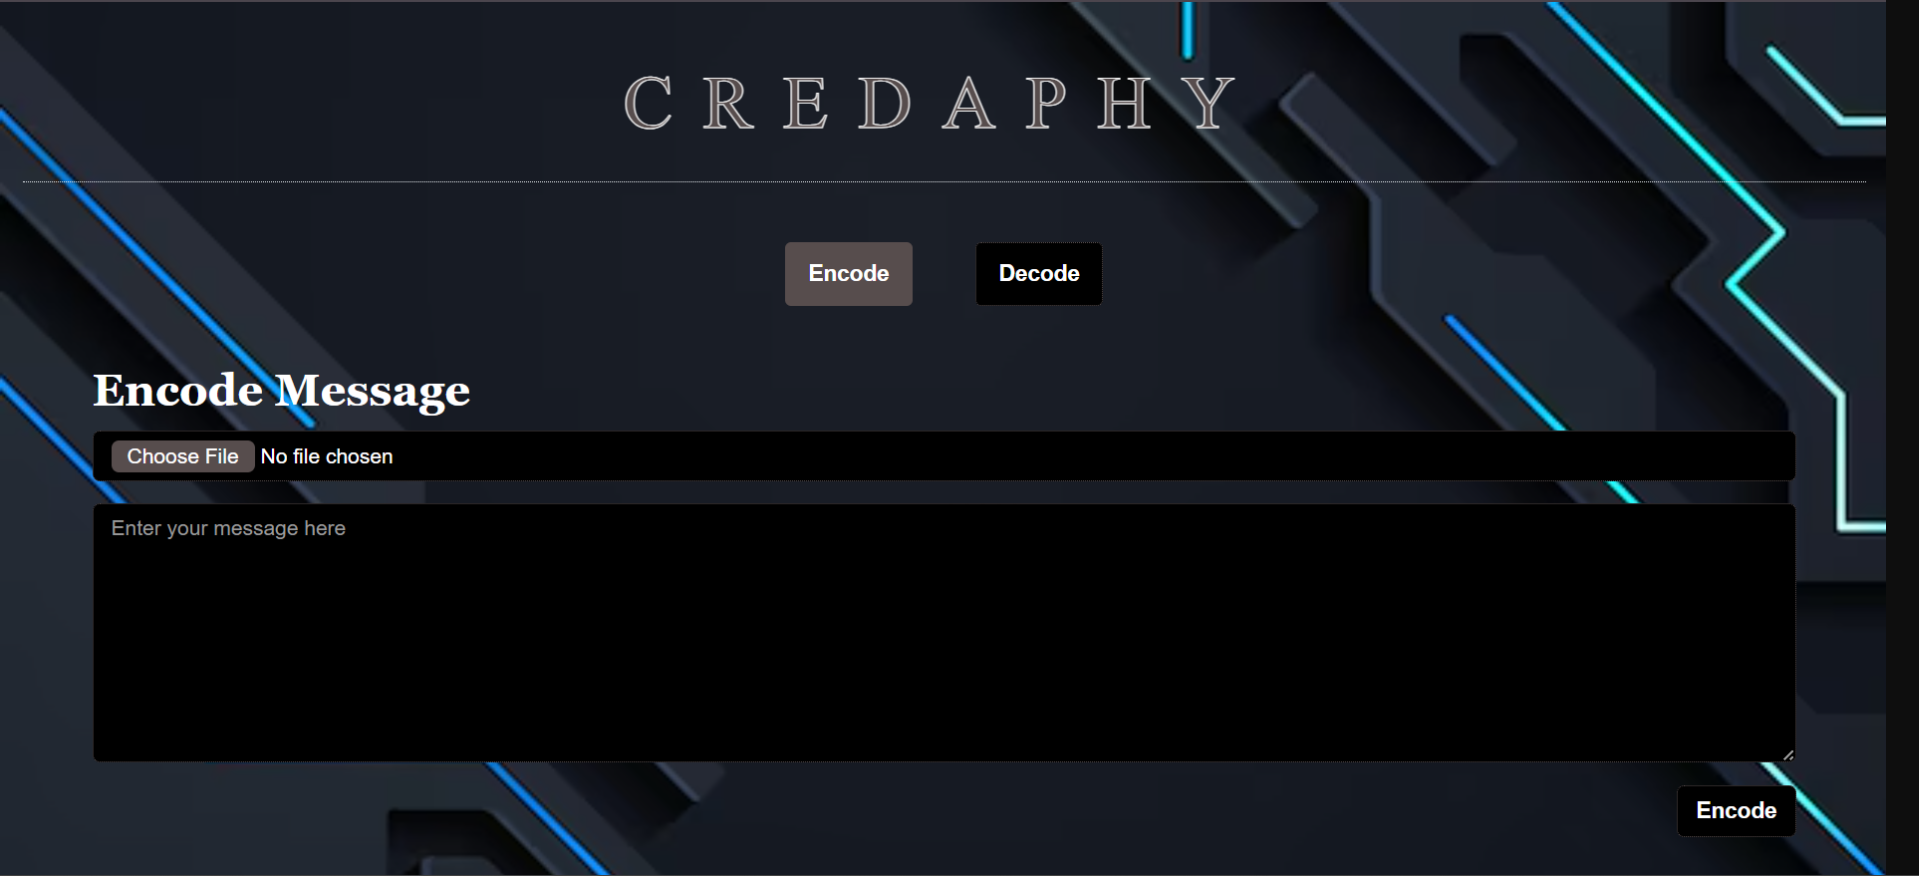 CREDAPHY
Encode Decode
Encode Message
Choose File No file chosen
Enter your message here
Encode